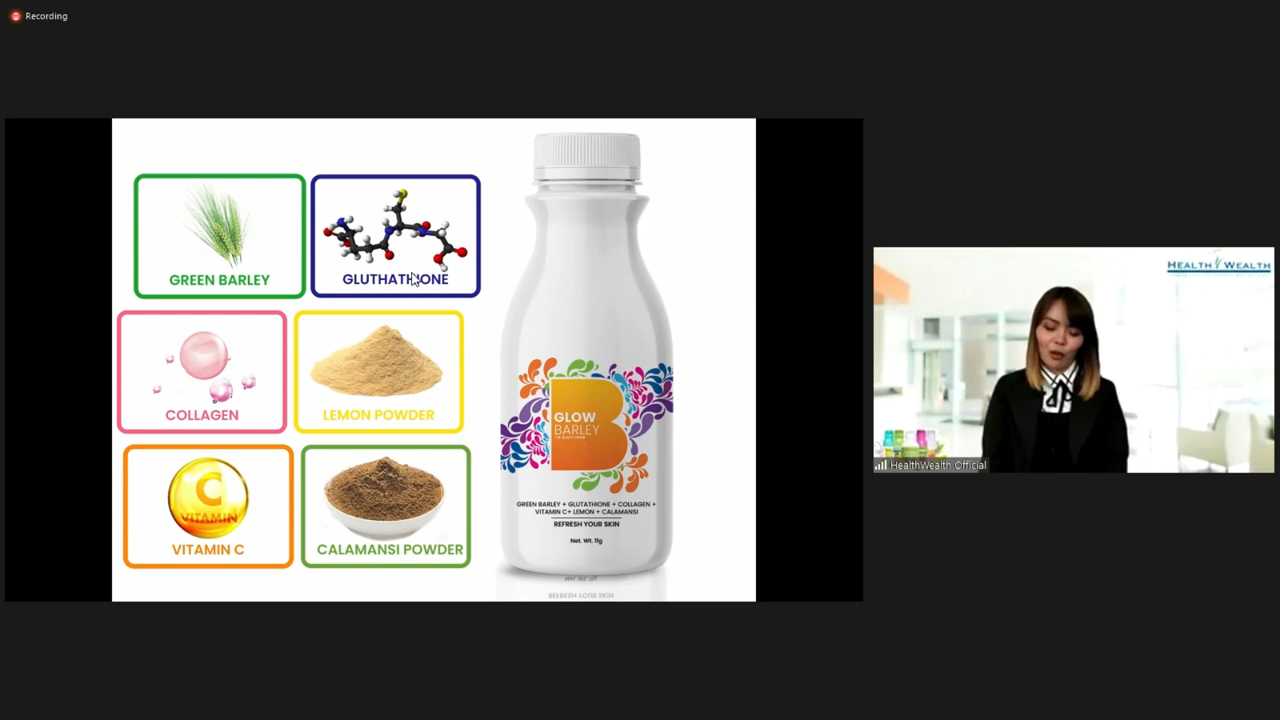 Recording
GREEN BARLEY
GLUTHATHIONE
COLLAGEN
LEMON POWDER
C
VITAMIN
VITAMIN C
CALAMANSI POWDER
GLOW
BARLEY
GREEN BARLEY + GLUTATHIONE + COLLAGEN +
VITAMIN C+ LEMON + CALAMANSI
REFRESH YOUR SKIN
Net. Wt. 11g
HEALTH WEALTH
HealthWealth Official